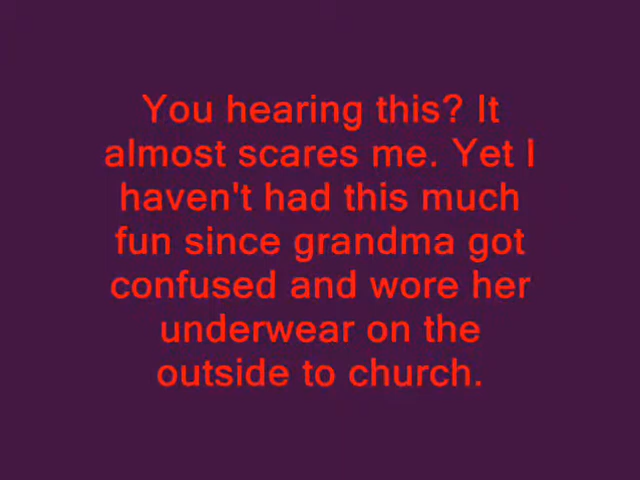 You hearing this? It
almost scares me. Yet I
haven't had this much
fun since grandma got
confused and wore her
underwear on the
outside to church.